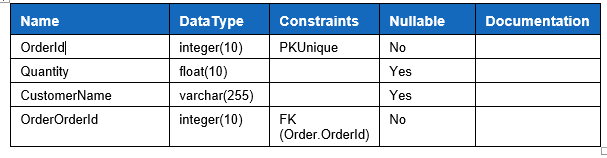 Name DataType Constraints Nullable Documentation
OrderId integer(10) PKUnique No
Quantity float(10) Yes
CustomerName varchar(255) Yes
OrderOrderId integer(10) FK No
(Order.OrderId)